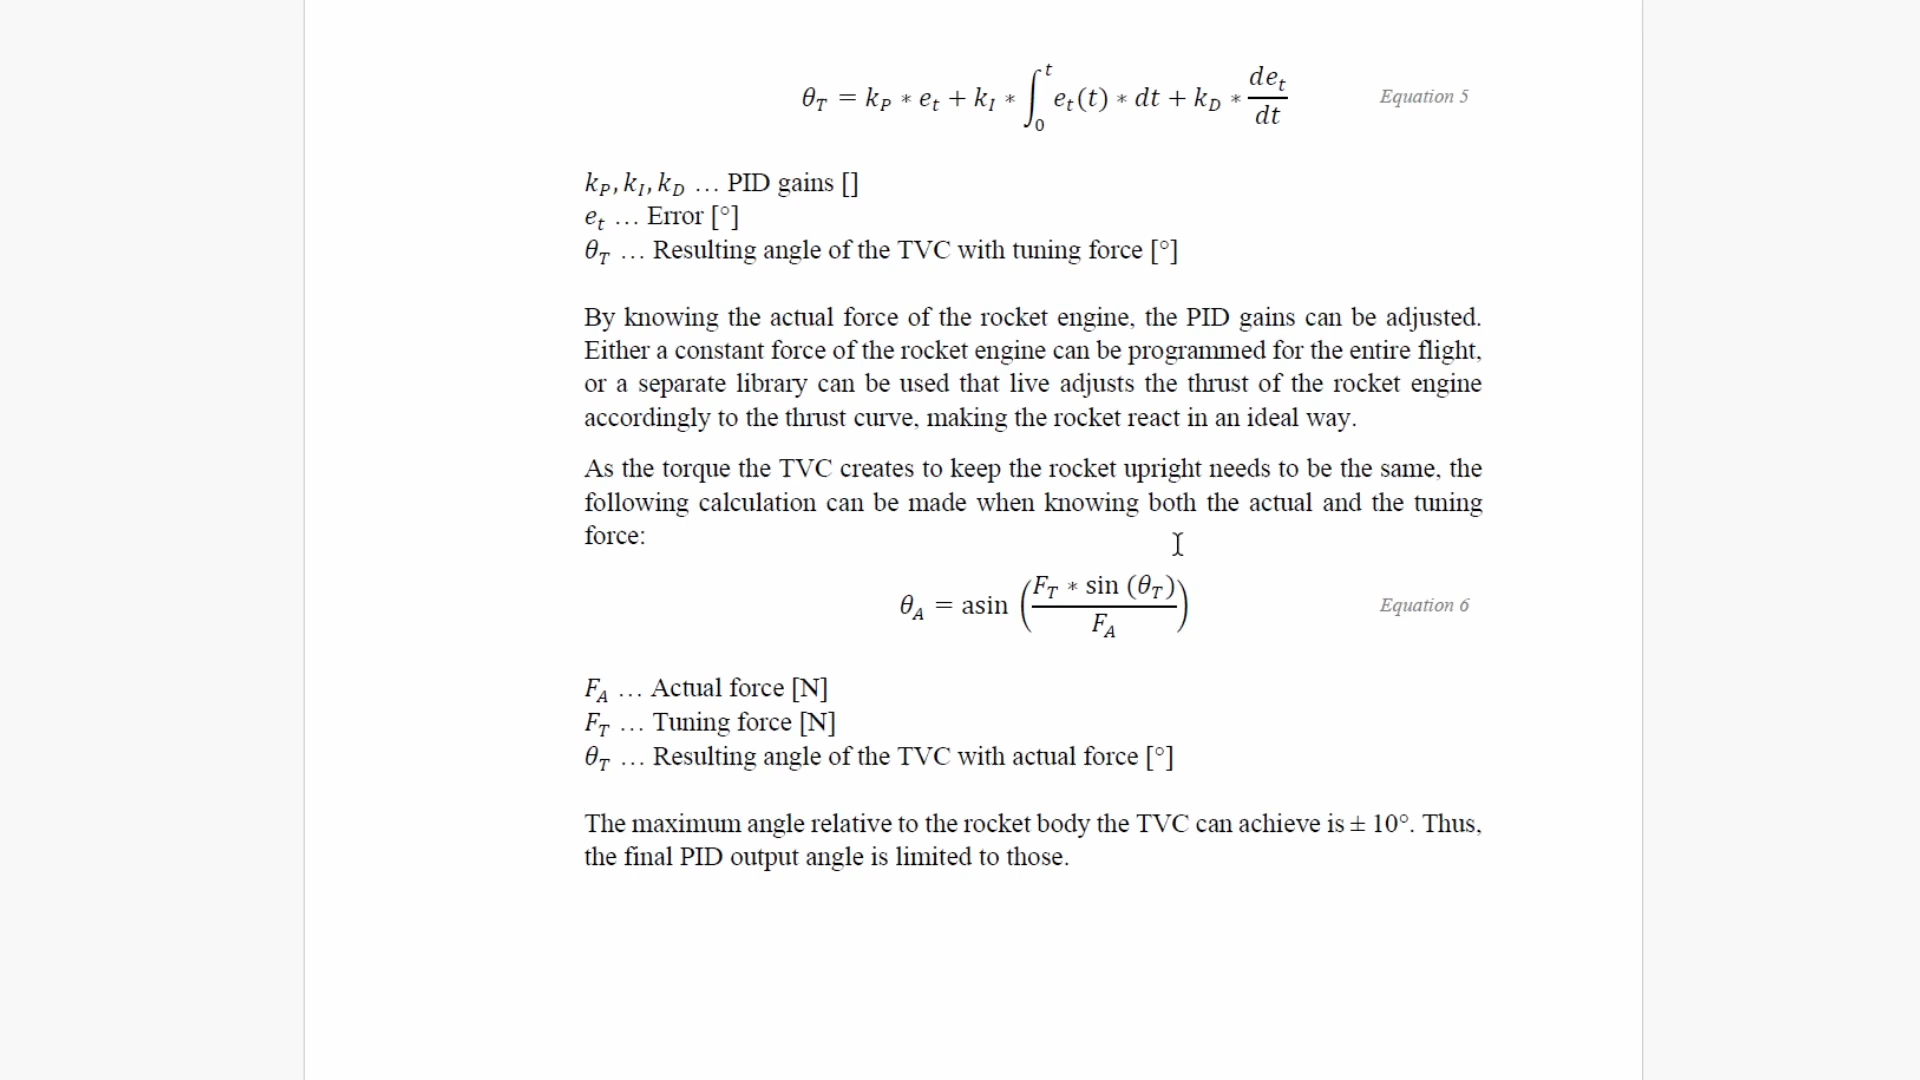 θ_T = k_P * e_t + k_I * ∫_0^t e_t(t) * dt + k_D * de_t/dt Equation 5
k_P, k_I, k_D … PID gains []
e_t … Error [°]
θ_T … Resulting angle of the TVC with tuning force [°]
By knowing the actual force of the rocket engine, the PID gains can be adjusted.
Either a constant force of the rocket engine can be programmed for the entire flight,
or a separate library can be used that live adjusts the thrust of the rocket engine
accordingly to the thrust curve, making the rocket react in an ideal way.
As the torque the TVC creates to keep the rocket upright needs to be the same, the
following calculation can be made when knowing both the actual and the tuning
force:
θ_A = asin (F_T * sin (θ_T) / F_A) Equation 6
F_A … Actual force [N]
F_T … Tuning force [N]
θ_T … Resulting angle of the TVC with actual force [°]
The maximum angle relative to the rocket body the TVC can achieve is ± 10°. Thus,
the final PID output angle is limited to those.